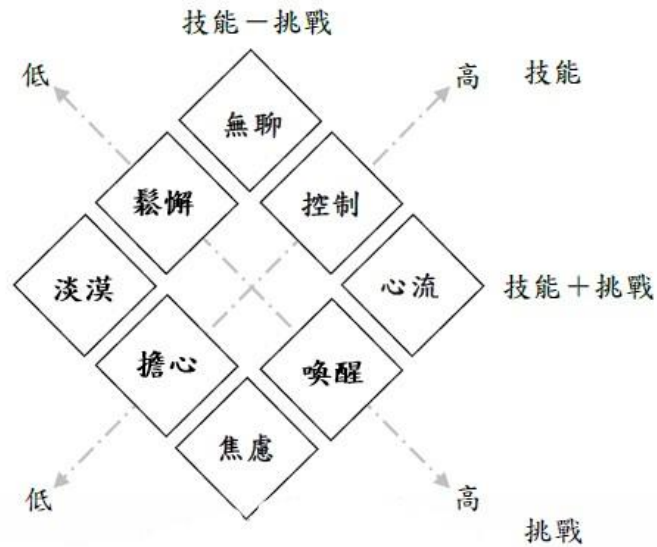 技能－挑戰
低
高 技能
無聊
鬆懈 控制
淡漠 心流 技能＋挑戰
擔心 喚醒
焦慮
低 高
挑戰